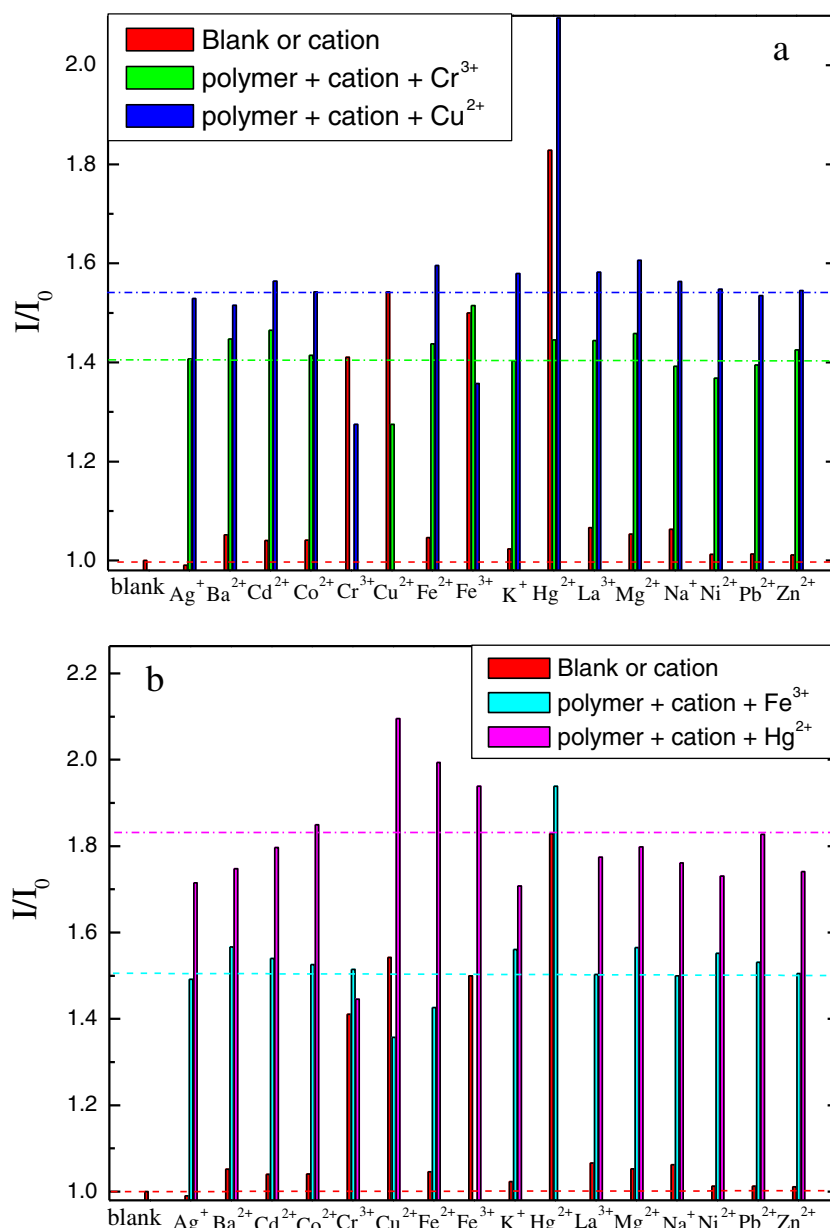 Blank or cation
polymer + cation + Cr³⁺
polymer + cation + Cu²⁺
a
2.0
1.8
1.6
1.4
1.2
1.0
I/I₀
blank Ag⁺ Ba²⁺ Cd²⁺ Co²⁺ Cr³⁺ Cu²⁺ Fe²⁺ Fe³⁺ K⁺ Hg²⁺ La³⁺ Mg²⁺ Na⁺ Ni²⁺ Pb²⁺ Zn²⁺
b
Blank or cation
polymer + cation + Fe³⁺
polymer + cation + Hg²⁺
2.2
2.0
1.8
1.6
1.4
1.2
1.0
I/I₀
blank Ag⁺ Ba²⁺ Cd²⁺ Co²⁺ Cr³⁺ Cu²⁺ Fe²⁺ Fe³⁺ K⁺ Hg²⁺ La³⁺ Mg²⁺ Na⁺ Ni²⁺ Pb²⁺ Zn²⁺